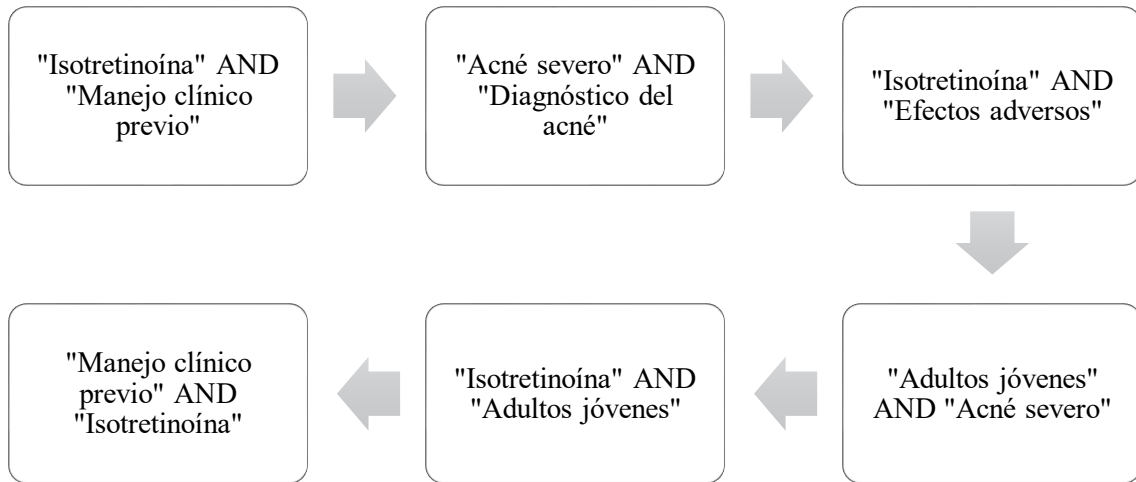 "Isotretinoína" AND
"Manejo clínico
previo"
"Acné severo" AND
"Diagnóstico del
acné"
"Isotretinoína" AND
"Efectos adversos"
"Adultos jóvenes"
AND "Acné severo"
"Isotretinoína" AND
"Adultos jóvenes"
"Manejo clínico
previo" AND
"Isotretinoína"